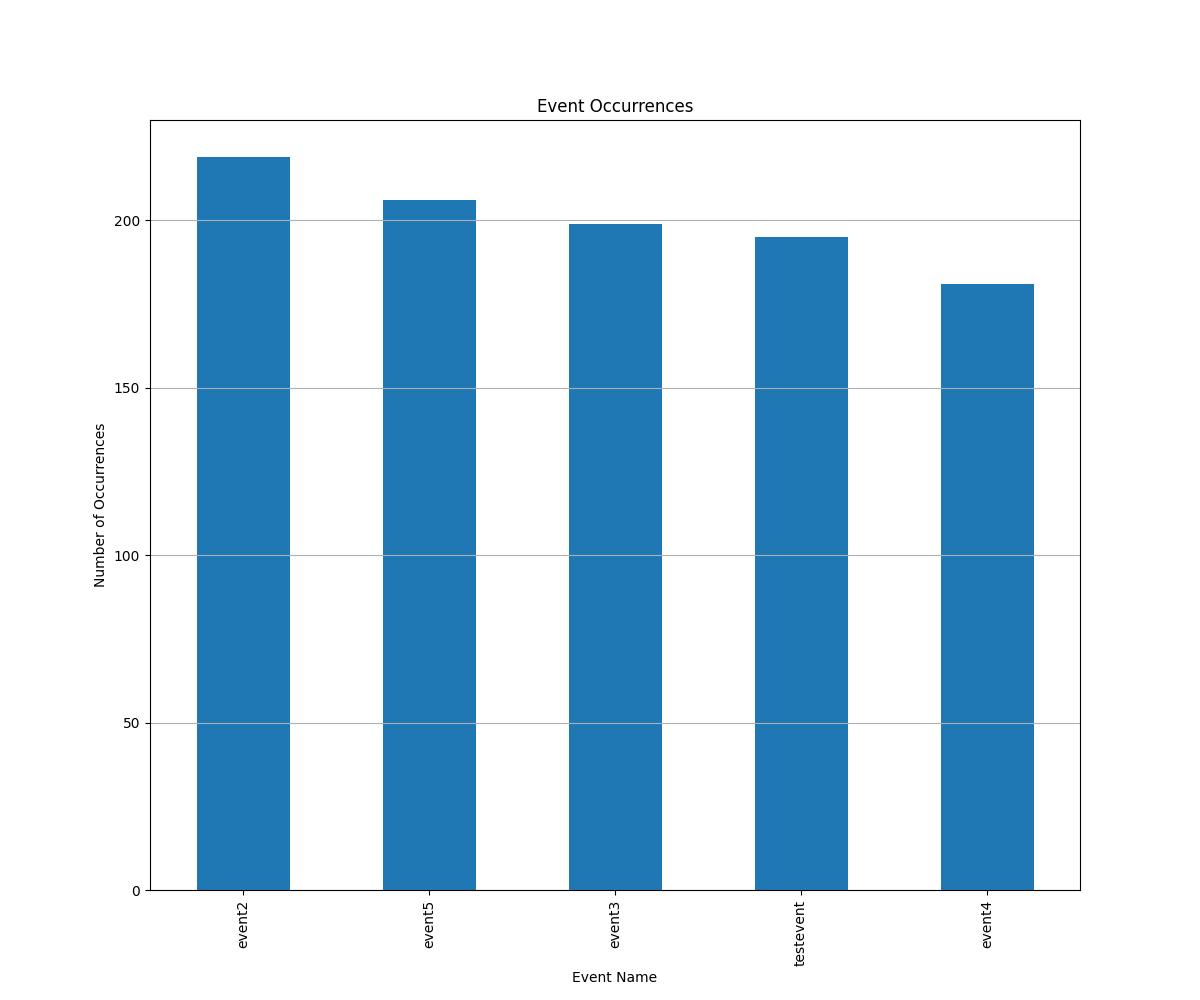 Event Occurrences
Number of Occurrences
200
150
100
50
0
event2
event5
event3
testevent
event4
Event Name